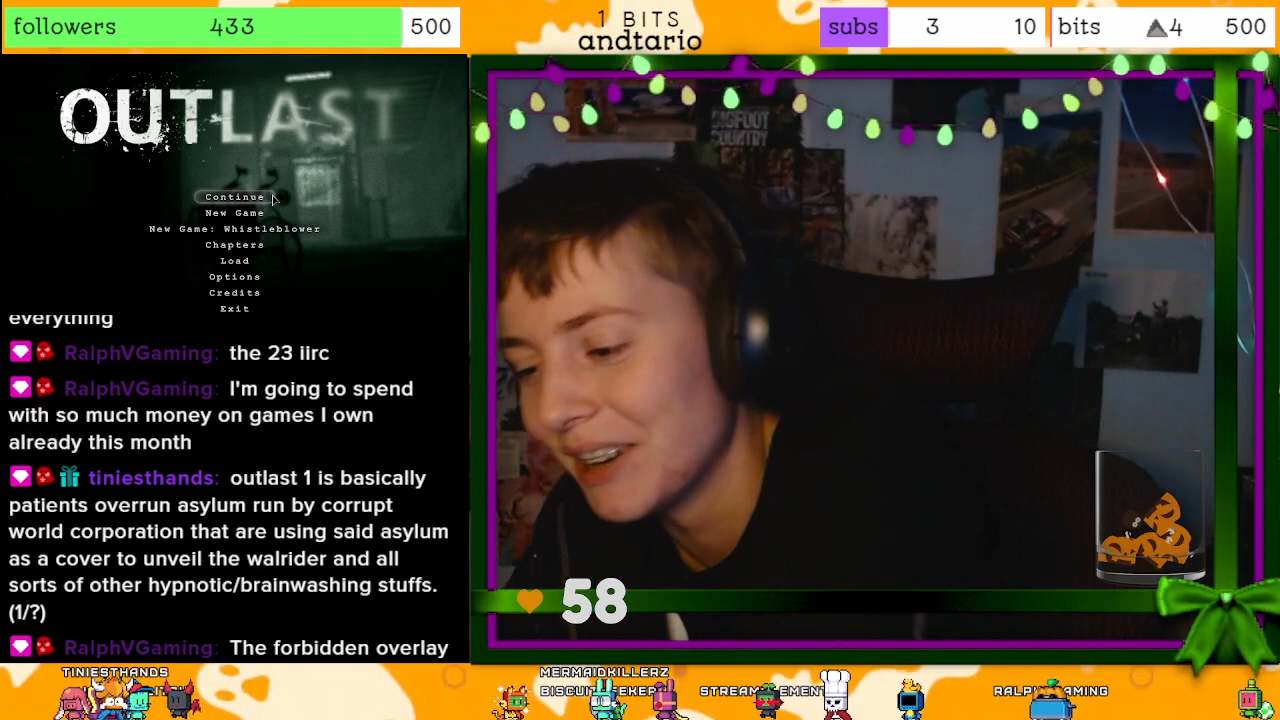 followers 433 500
1 BITS
andtario
subs 3 10
bits 4 500
OUTLAST
BIGFOOT
COUNTRY
Continue
New Game
New Game: Whistleblower
Chapters
Load
Options
Credits
Exit
everything
RalphVGaming: the 23 iirc
RalphVGaming: I'm going to spend
with so much money on games I own
already this month
tiniesthands: outlast 1 is basically
patients overrun asylum run by corrupt
world corporation that are using said asylum
as a cover to unveil the walrider and all
sorts of other hypnotic/brainwashing stuffs.
(1/?)
RalphVGaming: The forbidden overlay
58
TINIESTHANDS
MERMAIDKILLERZ